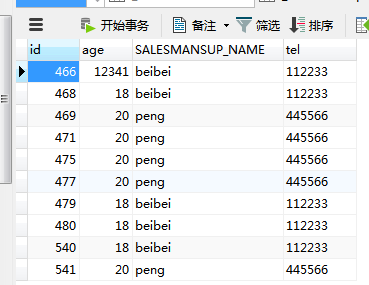 开始事务 备注 筛选 排序
id age SALESMANSUP_NAME tel
466 12341 beibei 112233
468 18 beibei 112233
469 20 peng 445566
471 20 peng 445566
475 20 peng 445566
477 20 peng 445566
479 18 beibei 112233
480 18 beibei 112233
540 18 beibei 112233
541 20 peng 445566